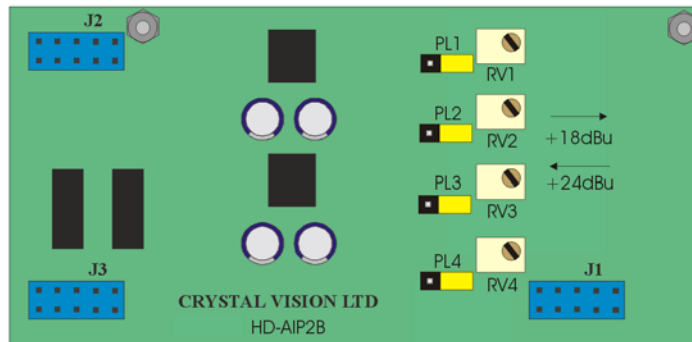 J2
PL1
RV1
PL2
RV2
+18dBu
PL3
RV3
+24dBu
J3
PL4
RV4
J1
CRYSTAL VISION LTD
HD-AIP2B